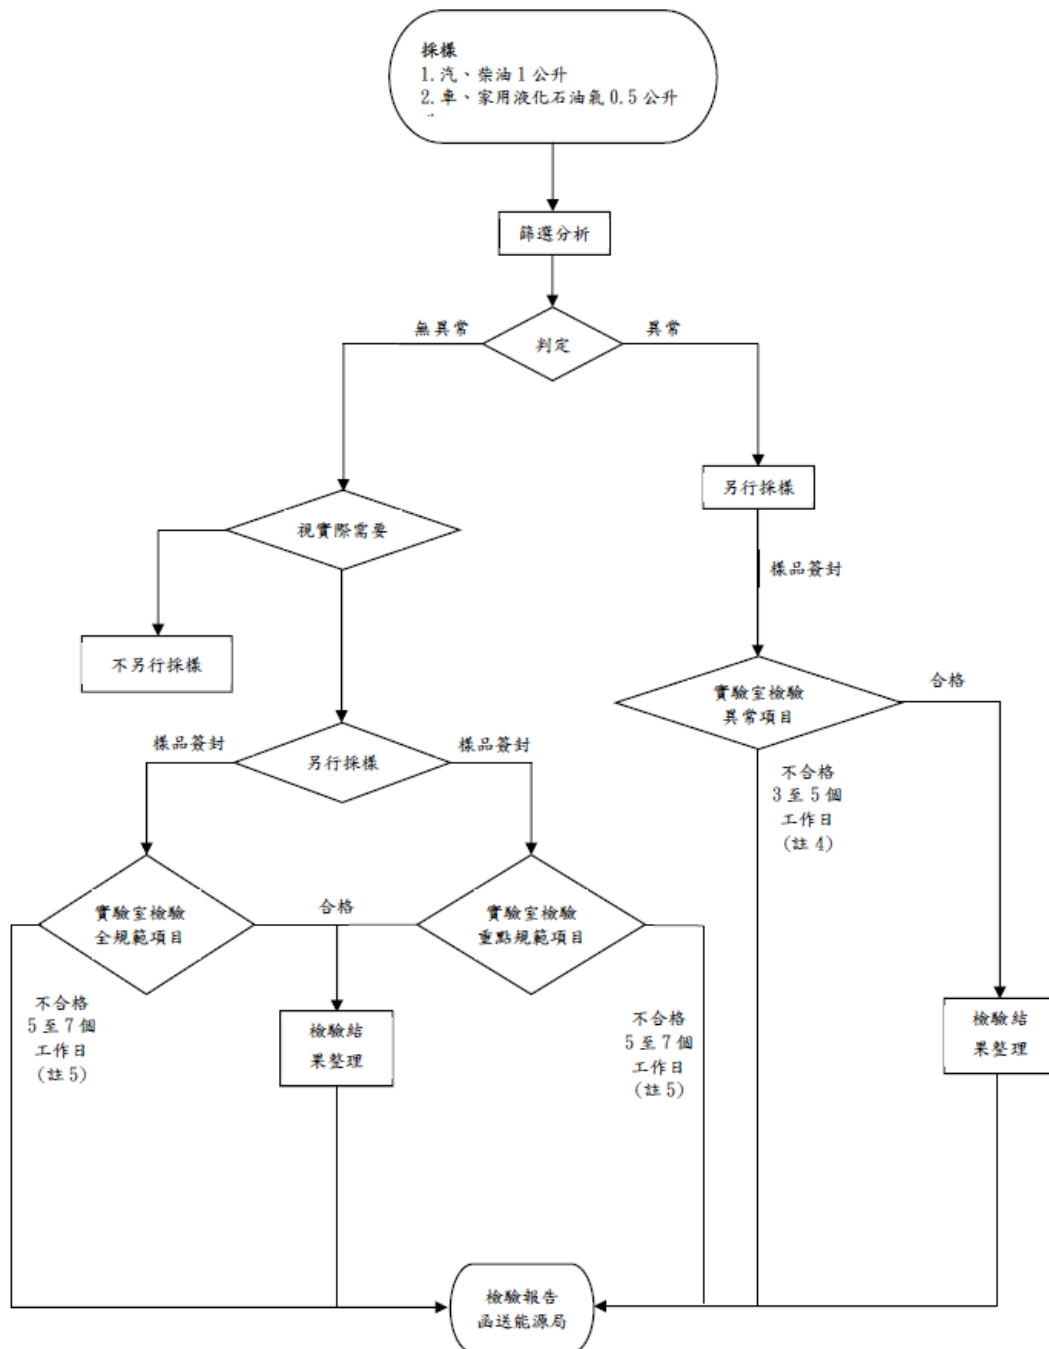 採樣
1.汽、柴油1公升
2.車、家用液化石油氣0.5公升
篩選分析
無異常
判定
異常
另行採樣
視實際需要
樣品簽封
不另行採樣
實驗室檢驗
異常項目
合格
樣品簽封
另行採樣
樣品簽封
不合格
3至5個
工作日
(註4)
實驗室檢驗
全規範項目
合格
實驗室檢驗
重點規範項目
不合格
5至7個
工作日
(註5)
檢驗結
果整理
不合格
5至7個
工作日
(註5)
檢驗結
果整理
檢驗報告
函送能源局